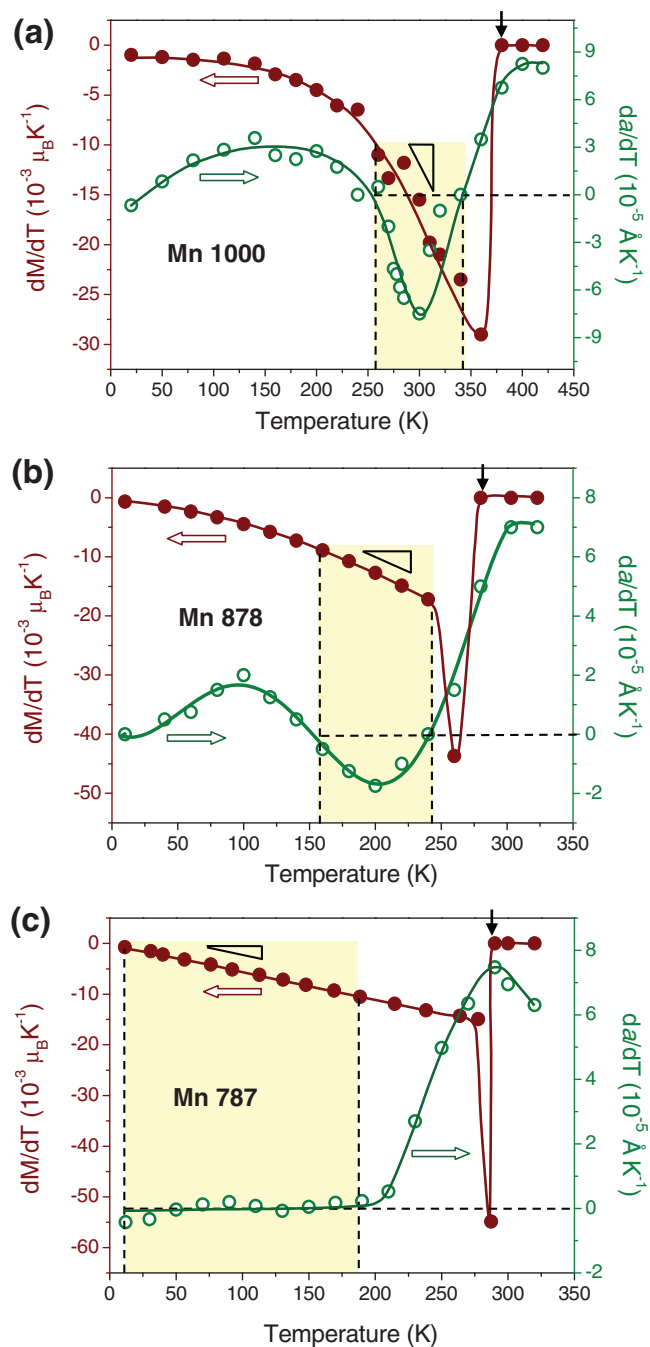 (a)
0
-5
-10
-15
-20
-25
-30
dM/dT (10⁻³ μ_B K⁻¹)
Mn 1000
9
6
3
0
-3
-6
-9
da/dT (10⁻⁵ Å K⁻¹)
0 50 100 150 200 250 300 350 400 450
Temperature (K)
(b)
0
-10
-20
-30
-40
-50
dM/dT (10⁻³ μ_B K⁻¹)
Mn 878
8
6
4
2
0
-2
da/dT (10⁻⁵ Å K⁻¹)
0 50 100 150 200 250 300 350
Temperature (K)
(c)
0
-10
-20
-30
-40
-50
-60
dM/dT (10⁻³ μ_B K⁻¹)
Mn 787
8
6
4
2
0
-2
da/dT (10⁻⁵ Å K⁻¹)
0 50 100 150 200 250 300 350
Temperature (K)